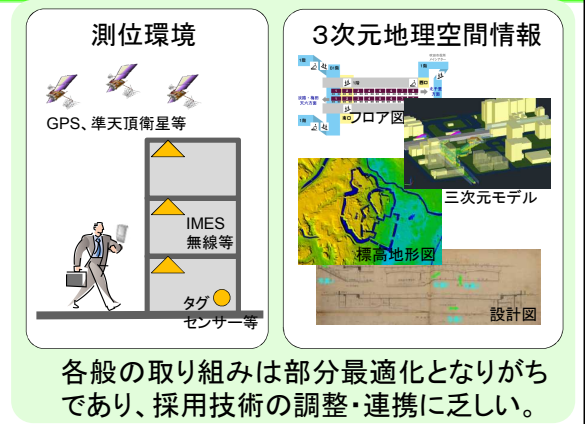 測位環境
GPS、準天頂衛星等
IMES
無線等
タグ
センサー等
3次元地理空間情報
フロア図
三次元モデル
標高地形図
設計図
各般の取り組みは部分最適化となりがち
であり、採用技術の調整・連携に乏しい。